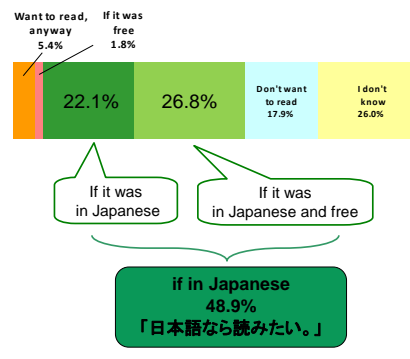 Want to read,
anyway
5.4%
If it was
free
1.8%
22.1%
26.8%
Don't want
to read
17.9%
I don't
know
26.0%
If it was
in Japanese
If it was
in Japanese and free
if in Japanese
48.9%
「日本語なら読みたい。」